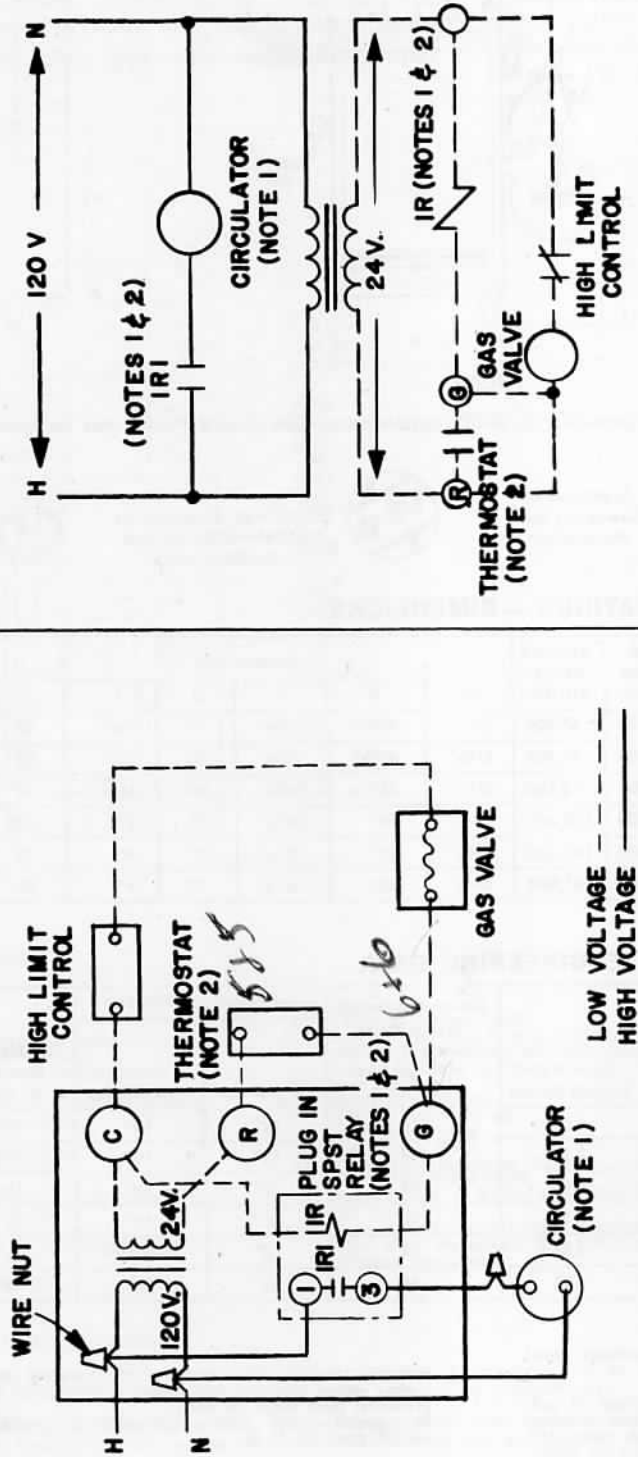 WIRE NUT
H
N
120V.
24V.
C
R
G
HIGH LIMIT
CONTROL
THERMOSTAT
(NOTE 2)
PLUG IN
SPST
RELAY
(NOTES 1 & 2)
IR
IR1
1
3
GAS VALVE
CIRCULATOR
(NOTE 1)
LOW VOLTAGE
HIGH VOLTAGE
H
120 V
N
(NOTES 1 & 2)
IR1
CIRCULATOR
(NOTE 1)
24V.
R
G
IR (NOTES 1 & 2)
THERMOSTAT
(NOTE 2)
GAS
VALVE
HIGH LIMIT
CONTROL